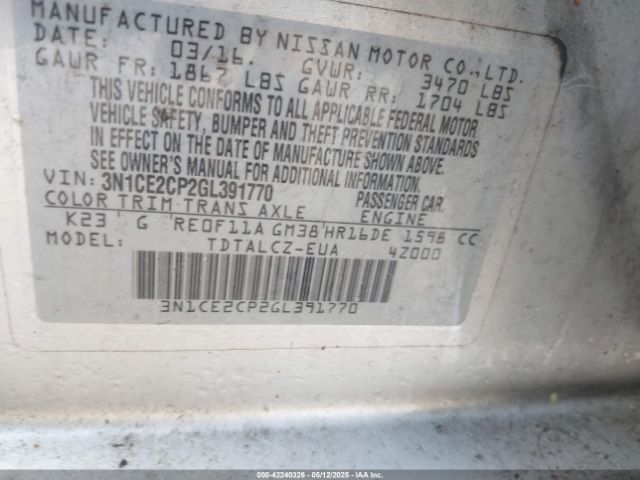 MANUFACTURED BY NISSAN MOTOR CO., LTD.
DATE: 03/16. GVWR: 3470 LBS
GAWR FR: 1867 LBS GAWR RR: 1704 LBS
THIS VEHICLE CONFORMS TO ALL APPLICABLE FEDERAL MOTOR
VEHICLE SAFETY, BUMPER AND THEFT PREVENTION STANDARDS
IN EFFECT ON THE DATE OF MANUFACTURE SHOWN ABOVE.
SEE OWNER'S MANUAL FOR ADDITIONAL INFORMATION.
VIN: 3N1CE2CP2GL391770 PASSENGER CAR.
COLOR TRIM TRANS AXLE ENGINE
K23 G RE0F11A GM38 HR16DE 1598 CC
MODEL: TDTALCZ-EUA 4Z000
3N1CE2CP2GL391770
000-42240326 - 05/12/2025 - IAAI.COM